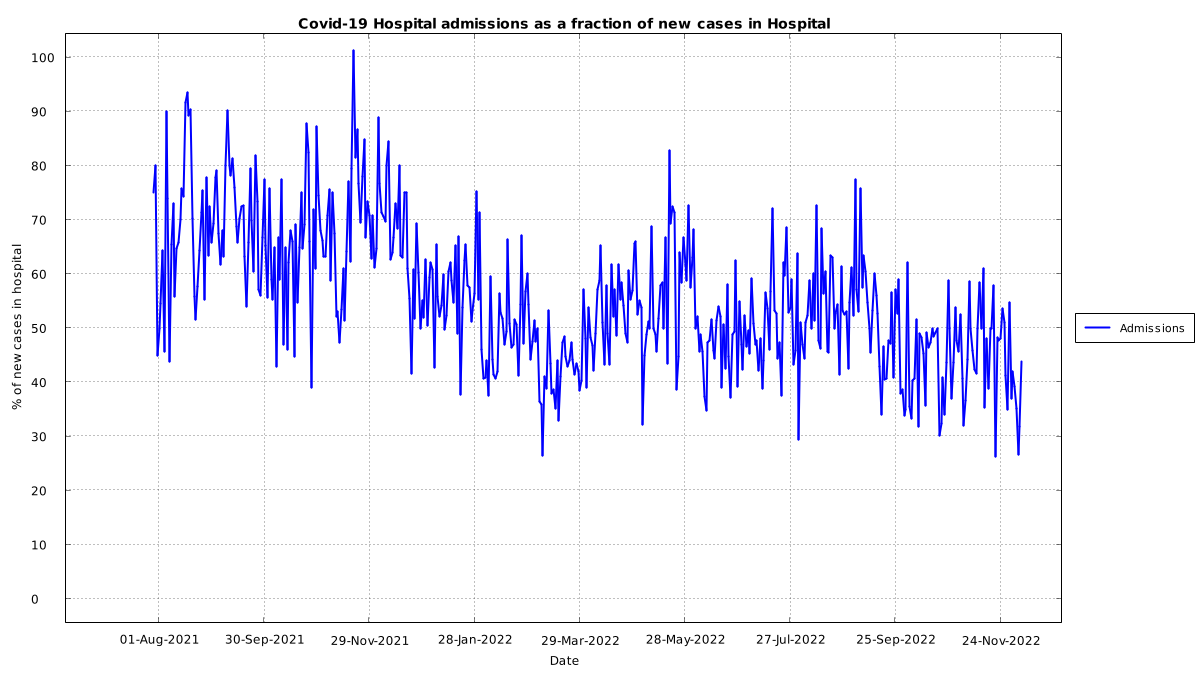 Covid-19 Hospital admissions as a fraction of new cases in Hospital
100
90
80
70
60
50
40
30
20
10
0
% of new cases in hospital
01-Aug-2021 30-Sep-2021 29-Nov-2021 28-Jan-2022 29-Mar-2022 28-May-2022 27-Jul-2022 25-Sep-2022 24-Nov-2022
Date
Admissions